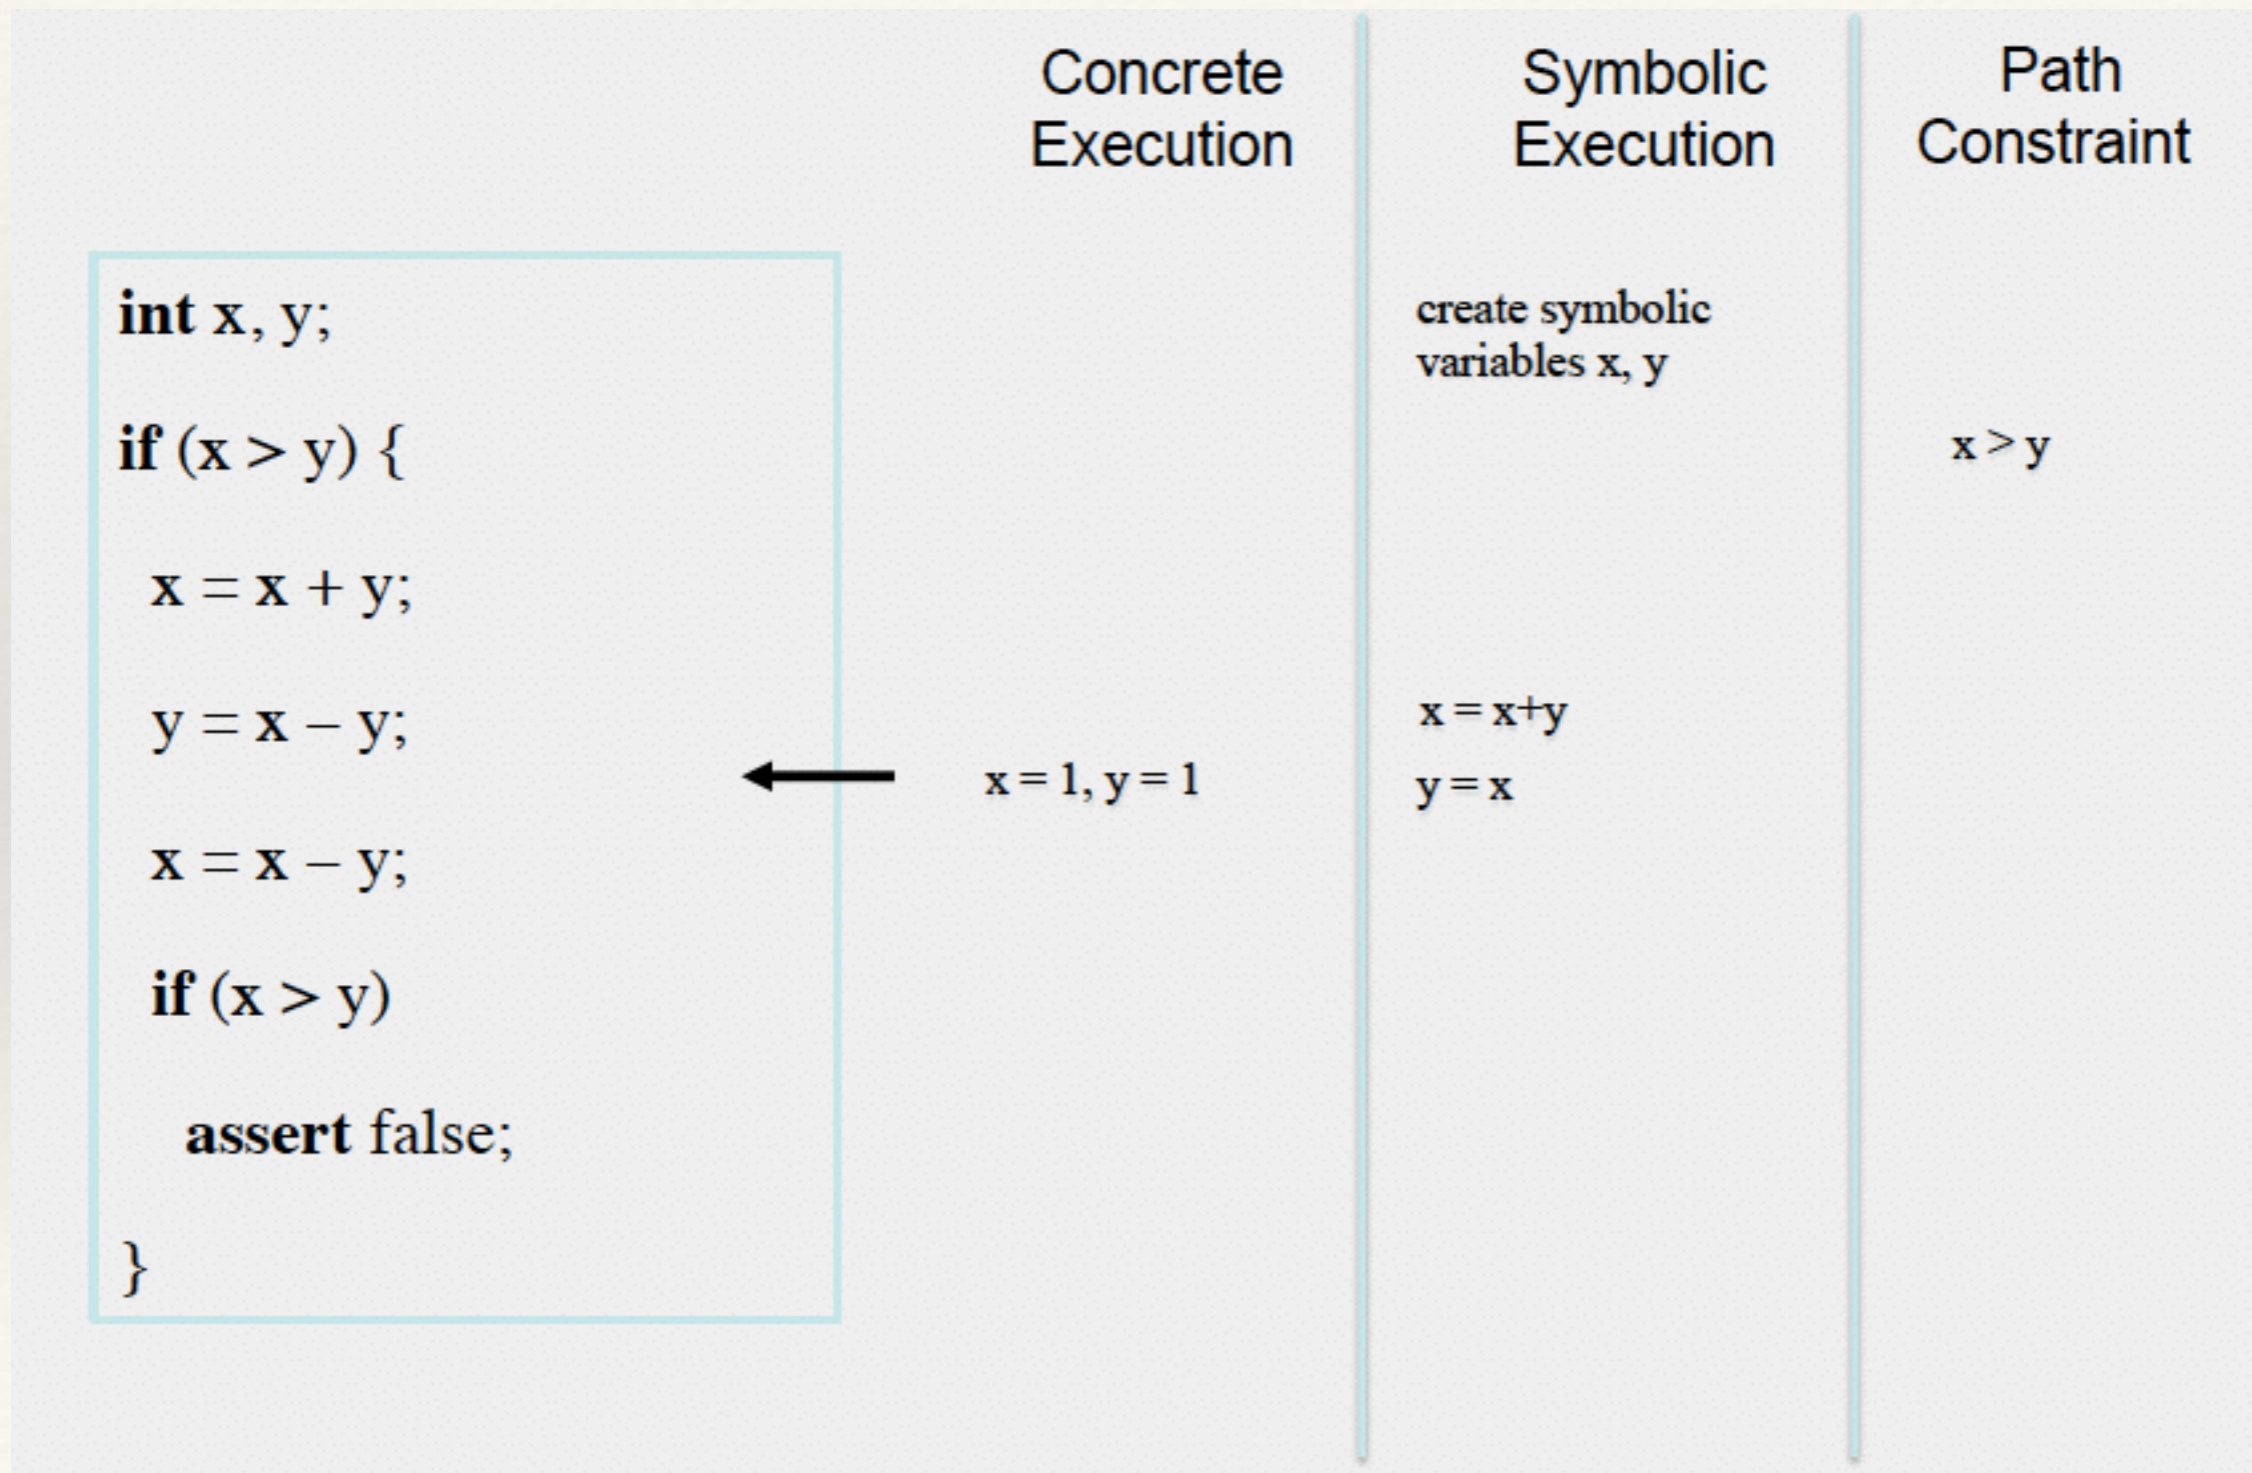 Concrete
Execution
Symbolic
Execution
Path
Constraint
int x, y;
create symbolic
variables x, y
if (x > y) {
x > y
x = x + y;
y = x – y;
x = x+y
x = 1, y = 1
y = x
x = x – y;
if (x > y)
assert false;
}